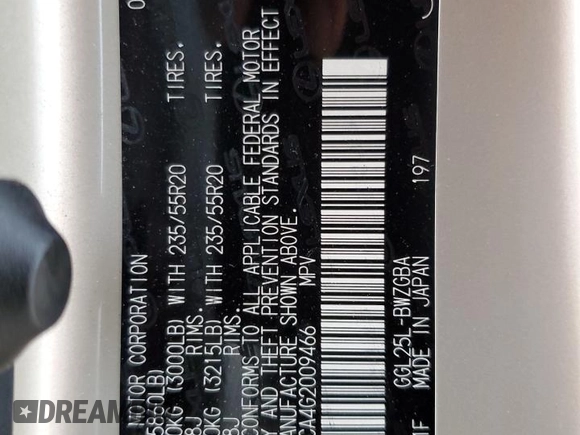 MOTOR CORPORATION
KG (3000LB) WITH 235/55R20 TIRES.
RIMS.
KG (3215LB) WITH 235/55R20 TIRES.
RIMS.
CONFORMS TO ALL APPLICABLE FEDERAL MOTOR
AND THEFT PREVENTION STANDARDS IN EFFECT
MANUFACTURE SHOWN ABOVE.
CA4G2009466 MPV
GGL25L-BWZGBA
MADE IN JAPAN 197
DREAM